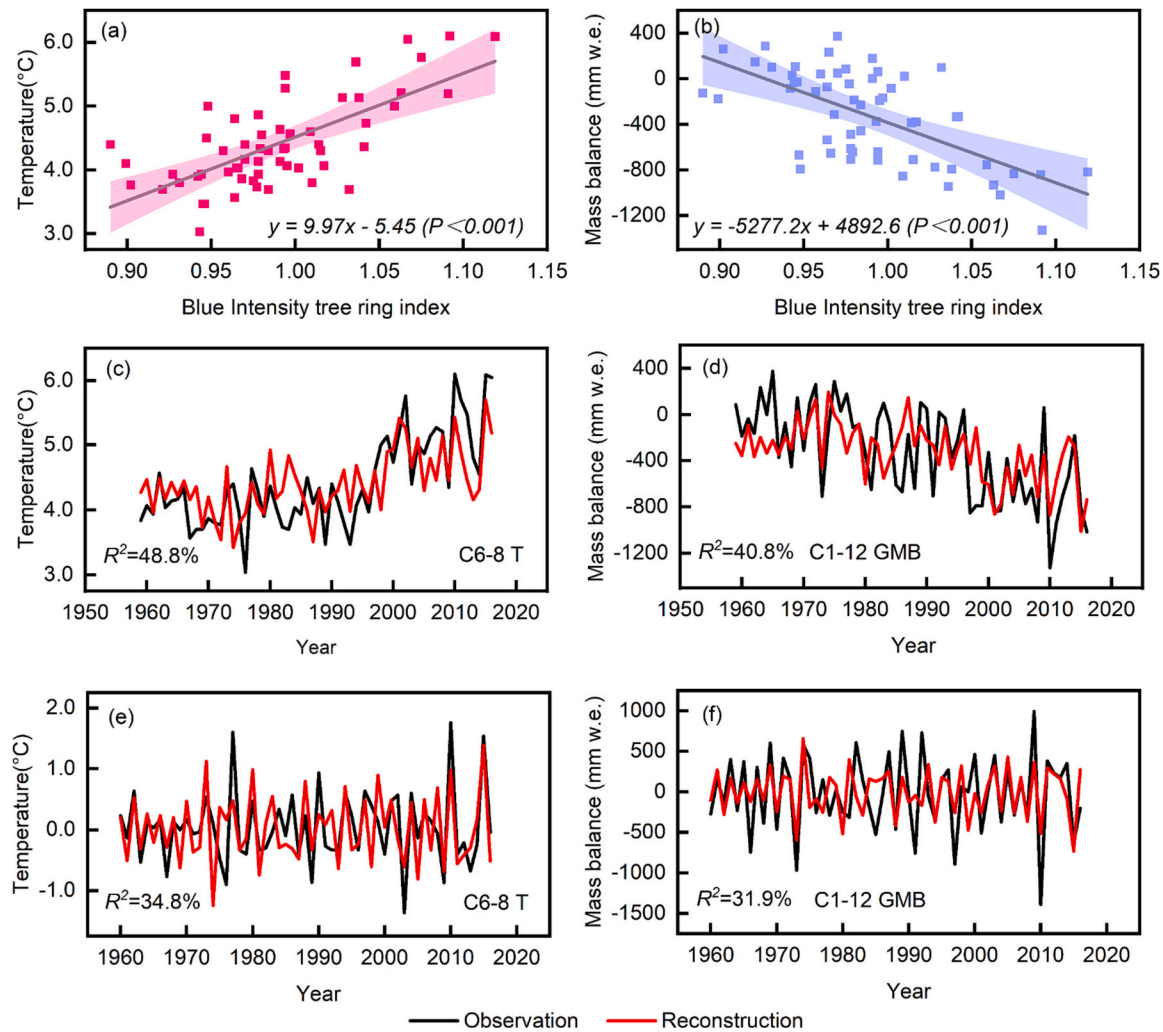 (a)
Temperature(°C)
6.0
5.0
4.0
3.0
y = 9.97x - 5.45 (P＜0.001)
0.90 0.95 1.00 1.05 1.10 1.15
Blue Intensity tree ring index
(b)
Mass balance (mm w.e.)
400
0
-400
-800
-1200
y = -5277.2x + 4892.6 (P＜0.001)
0.90 0.95 1.00 1.05 1.10 1.15
Blue Intensity tree ring index
(c)
Temperature(°C)
6.0
5.0
4.0
3.0
R²=48.8% C6-8 T
1950 1960 1970 1980 1990 2000 2010 2020
Year
(d)
Mass balance (mm w.e.)
400
0
-400
-800
-1200
R²=40.8% C1-12 GMB
1950 1960 1970 1980 1990 2000 2010 2020
Year
(e)
Temperature(°C)
2.0
1.0
0.0
-1.0
R²=34.8% C6-8 T
1960 1970 1980 1990 2000 2010 2020
Year
(f)
Mass balance (mm w.e.)
1000
500
0
-500
-1000
-1500
R²=31.9% C1-12 GMB
1960 1970 1980 1990 2000 2010 2020
Year
Observation Reconstruction